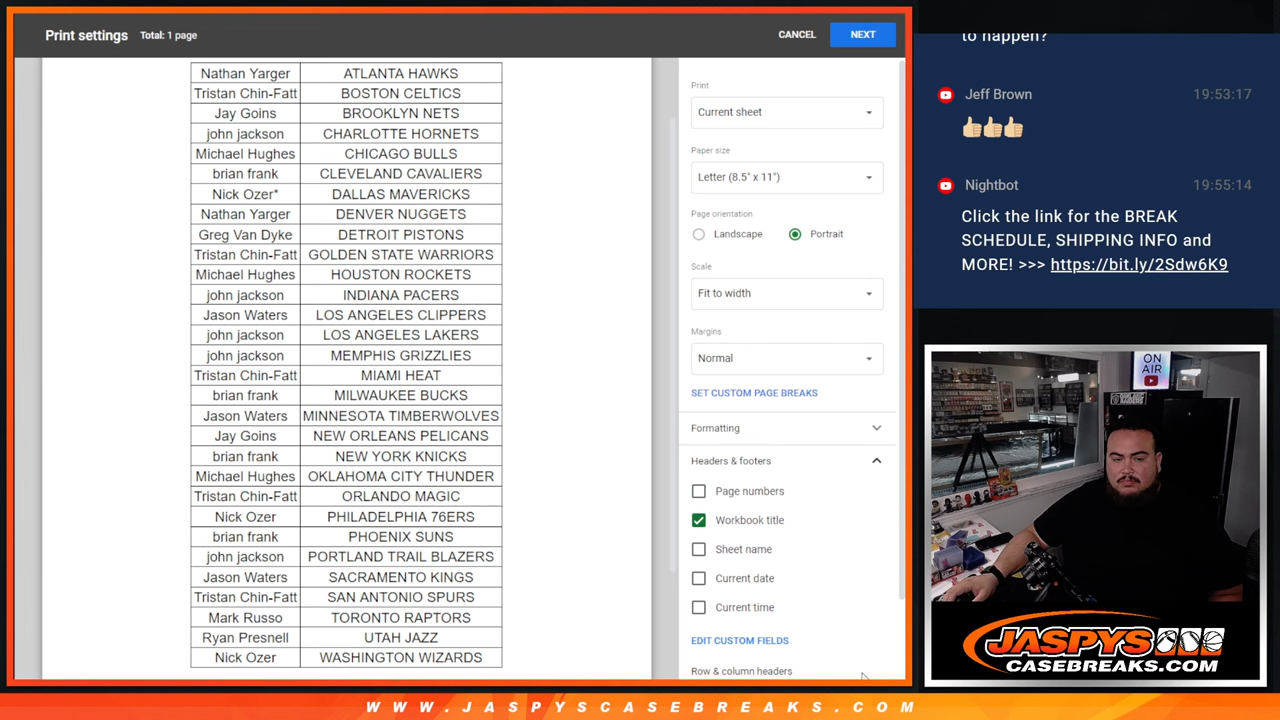 Print settings Total: 1 page CANCEL NEXT
Nathan Yarger ATLANTA HAWKS
Tristan Chin-Fatt BOSTON CELTICS
Jay Goins BROOKLYN NETS
john jackson CHARLOTTE HORNETS
Michael Hughes CHICAGO BULLS
brian frank CLEVELAND CAVALIERS
Nick Ozer* DALLAS MAVERICKS
Nathan Yarger DENVER NUGGETS
Greg Van Dyke DETROIT PISTONS
Tristan Chin-Fatt GOLDEN STATE WARRIORS
Michael Hughes HOUSTON ROCKETS
john jackson INDIANA PACERS
Jason Waters LOS ANGELES CLIPPERS
john jackson LOS ANGELES LAKERS
john jackson MEMPHIS GRIZZLIES
Tristan Chin-Fatt MIAMI HEAT
brian frank MILWAUKEE BUCKS
Jason Waters MINNESOTA TIMBERWOLVES
Jay Goins NEW ORLEANS PELICANS
brian frank NEW YORK KNICKS
Michael Hughes OKLAHOMA CITY THUNDER
Tristan Chin-Fatt ORLANDO MAGIC
Nick Ozer PHILADELPHIA 76ERS
brian frank PHOENIX SUNS
john jackson PORTLAND TRAIL BLAZERS
Jason Waters SACRAMENTO KINGS
Tristan Chin-Fatt SAN ANTONIO SPURS
Mark Russo TORONTO RAPTORS
Ryan Presnell UTAH JAZZ
Nick Ozer WASHINGTON WIZARDS
Print
Current sheet
Paper size
Letter (8.5" x 11")
Page orientation
Landscape Portrait
Scale
Fit to width
Margins
Normal
SET CUSTOM PAGE BREAKS
Formatting
Headers & footers
Page numbers
Workbook title
Sheet name
Current date
Current time
EDIT CUSTOM FIELDS
Row & column headers
to happen?
Jeff Brown 19:53:17
Nightbot 19:55:14
Click the link for the BREAK
SCHEDULE, SHIPPING INFO and
MORE! >>> https://bit.ly/2Sdw6K9
ON
AIR
JASPYS
CASEBREAKS.COM
WWW.JASPYSCASEBREAKS.COM